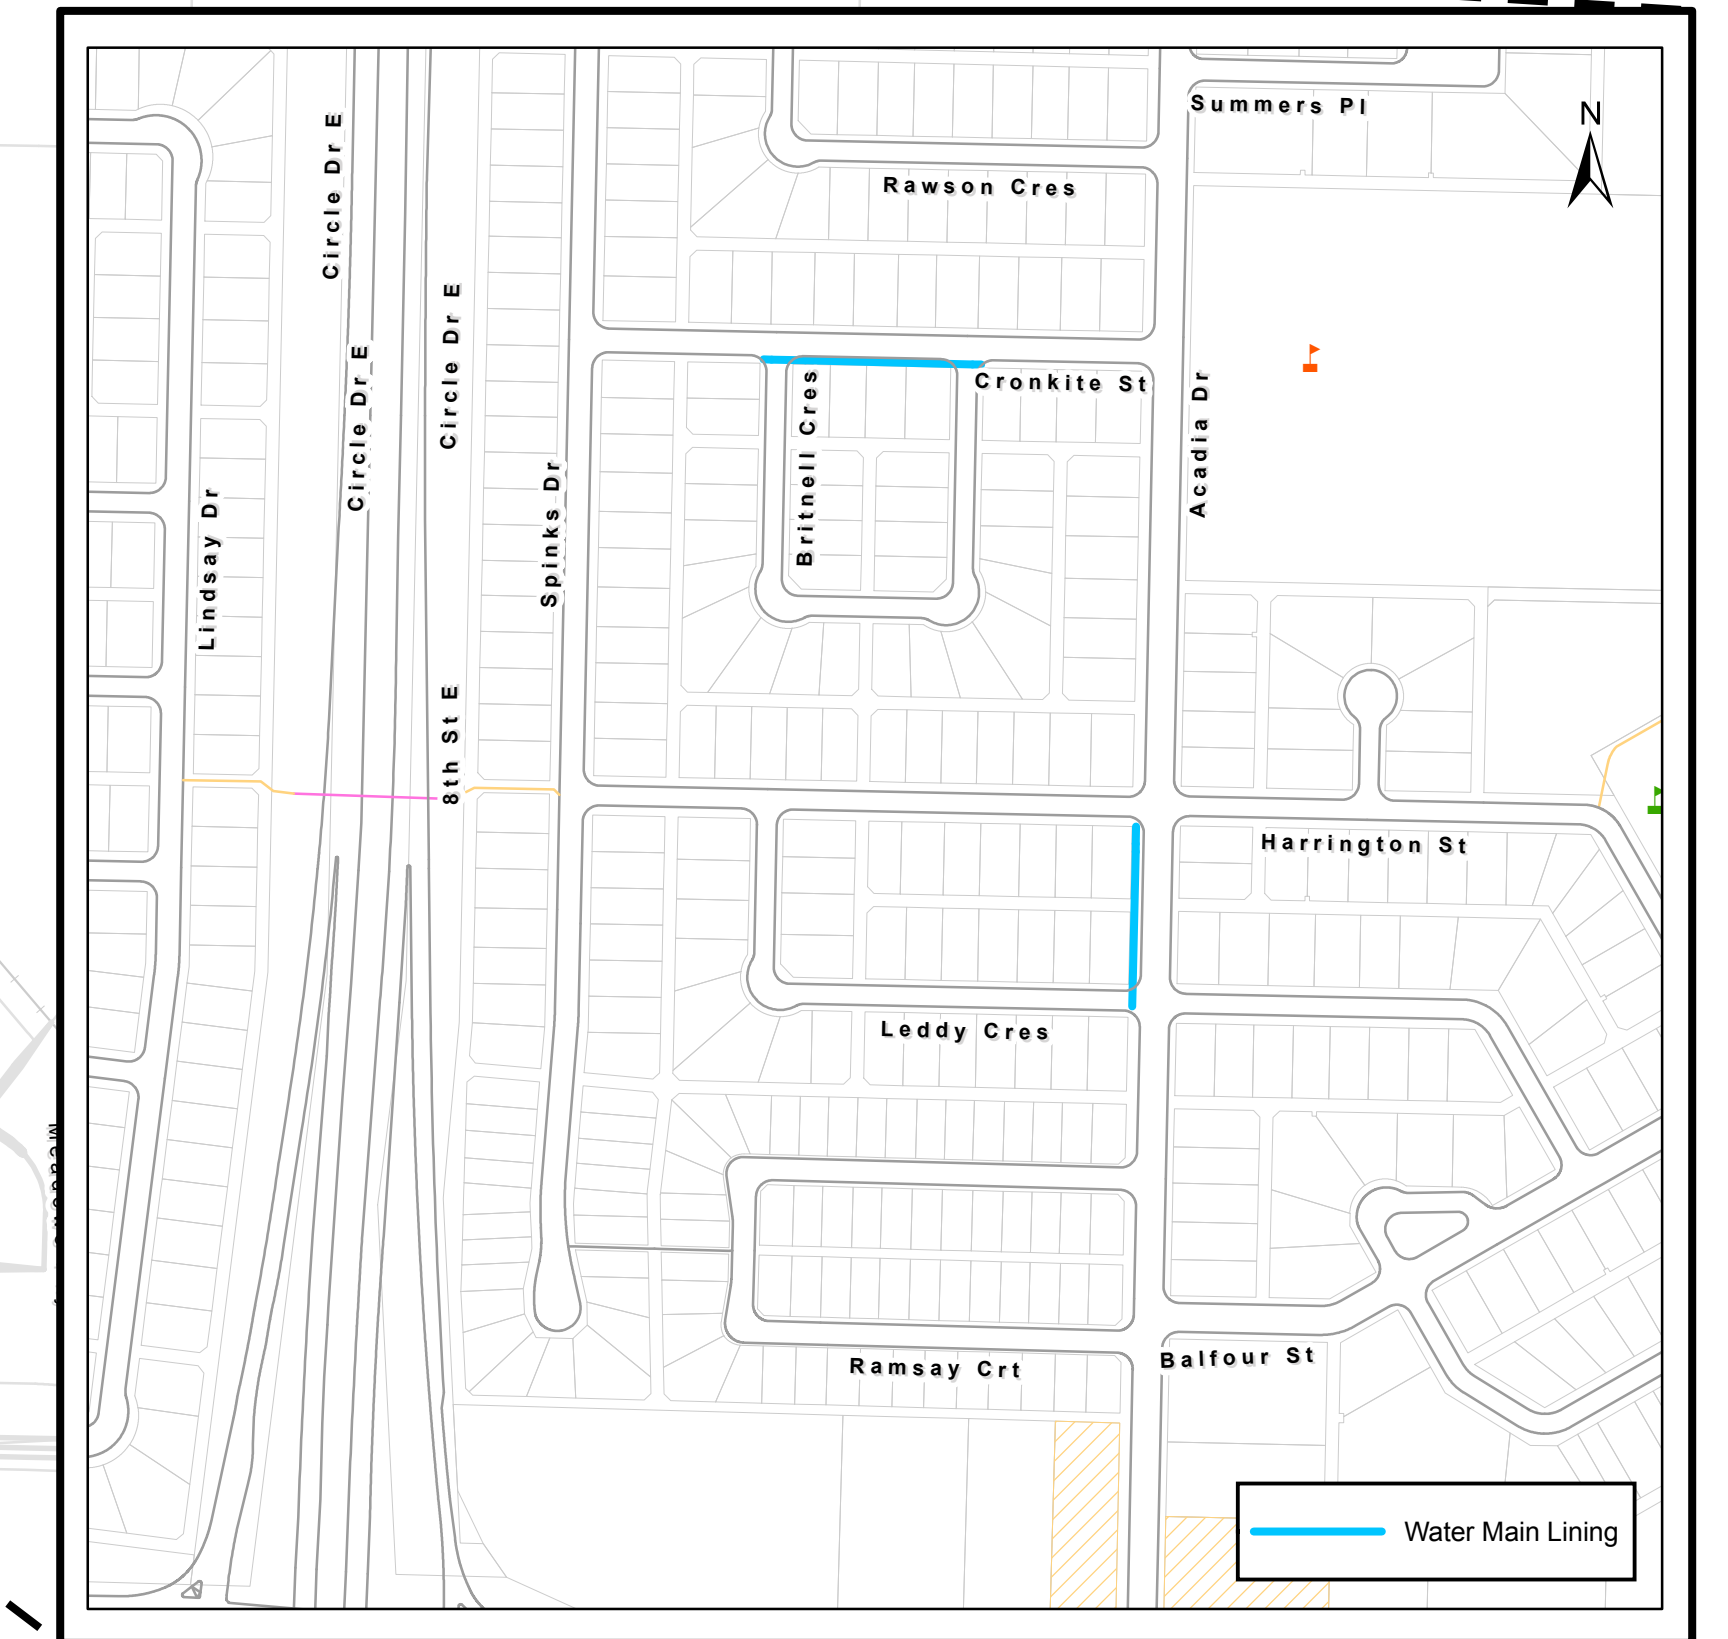 Summers Pl
N
Circle Dr E
Rawson Cres
Circle Dr E
Circle Dr E
Cronkite St
Britnell Cres
Acadia Dr
Spinks Dr
Lindsay Dr
8th St E
Harrington St
Leddy Cres
Ramsay Crt
Balfour St
Water Main Lining